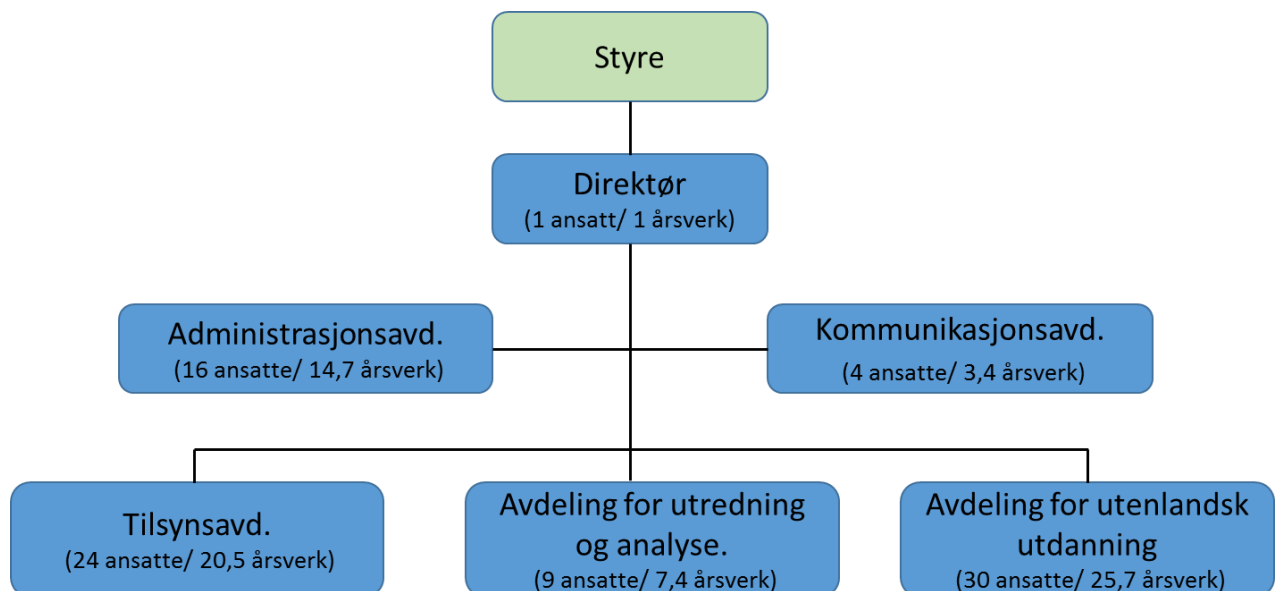 Styre
Direktør
(1 ansatt/ 1 årsverk)
Administrasjonsavd.
(16 ansatte/ 14,7 årsverk)
Kommunikasjonsavd.
(4 ansatte/ 3,4 årsverk)
Tilsynsavd.
(24 ansatte/ 20,5 årsverk)
Avdeling for utredning
og analyse.
(9 ansatte/ 7,4 årsverk)
Avdeling for utenlandsk
utdanning
(30 ansatte/ 25,7 årsverk)